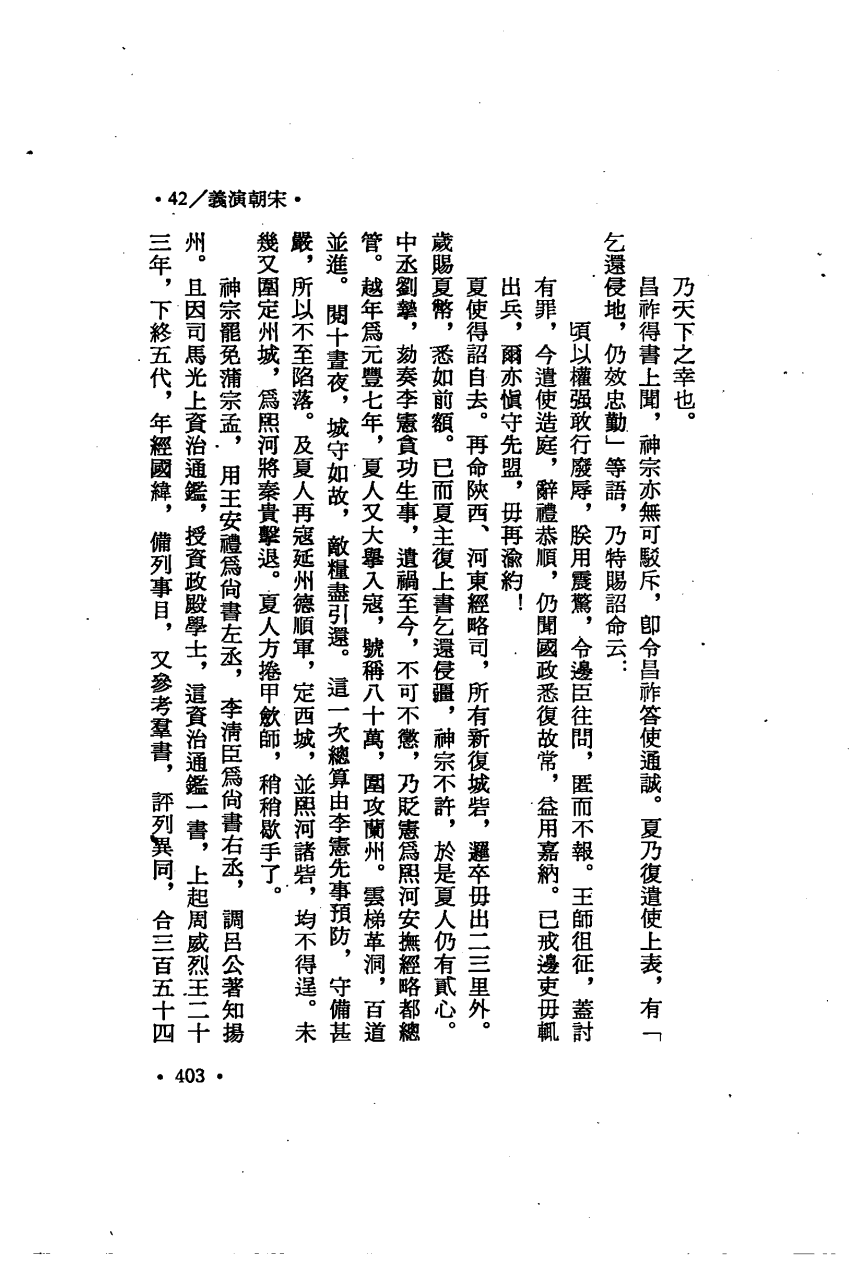 ·42／義演朝宋·
乃天下之幸也。
昌祚得書上聞，神宗亦無可駁斥，卽令昌祚答使通誠。夏乃復遣使上表，有「
乞還侵地，仍效忠勤」等語，乃特賜詔命云：
頃以權强敢行廢辱，朕用震驚，令邊臣往問，匿而不報。王師徂征，蓋討
有罪，今遣使造庭，辭禮恭順，仍聞國政悉復故常，益用嘉納。已戒邊吏毋輒
出兵，爾亦愼守先盟，毋再渝約！
夏使得詔自去。再命陜西、河東經略司，所有新復城砦，邏卒毋出二三里外。
歲賜夏幣，悉如前額。已而夏主復上書乞還侵疆，神宗不許，於是夏人仍有貳心。
中丞劉摯，劾奏李憲貪功生事，遺禍至今，不可不懲，乃貶憲爲熙河安撫經略都總
管。越年爲元豐七年，夏人又大擧入寇，號稱八十萬，圍攻蘭州。雲梯革洞，百道
並進。閱十晝夜，城守如故，敵糧盡引還。這一次總算由李憲先事預防，守備甚
嚴，所以不至陷落。及夏人再寇延州德順軍，定西城，並熙河諸砦，均不得逞。未
幾又圍定州城，爲熙河將秦貴擊退。夏人方捲甲斂師，稍稍歇手了。
神宗罷免蒲宗孟，用王安禮爲尙書左丞，李淸臣爲尙書右丞，調呂公著知揚
州。且因司馬光上資治通鑑，授資政殿學士，這資治通鑑一書，上起周威烈王二十
三年，下終五代，年經國緯，備列事目，又參考羣書，評列異同，合三百五十四
·403·